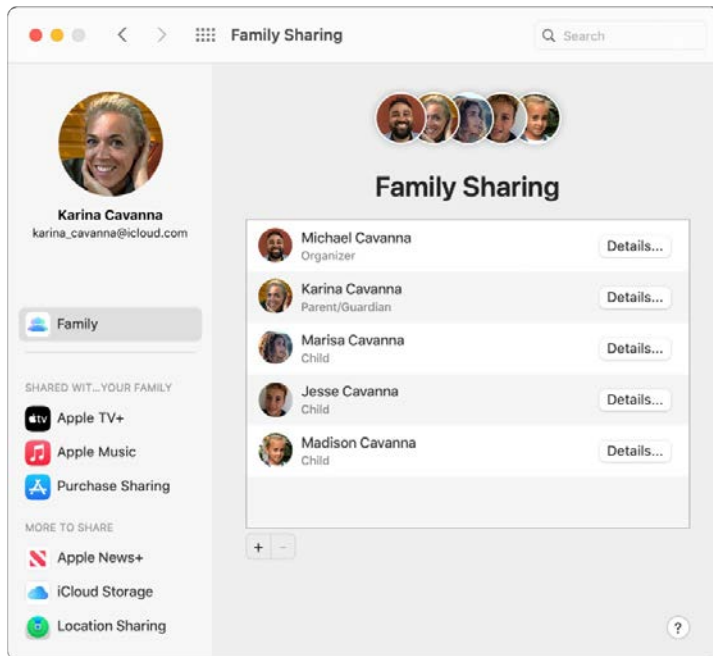 Family Sharing
Search
Karina Cavanna
karina_cavanna@icloud.com
Family
SHARED WIT...YOUR FAMILY
tv
Apple TV+
Apple Music
Purchase Sharing
MORE TO SHARE
Apple News+
iCloud Storage
Location Sharing
Family Sharing
Michael Cavanna
Organizer
Details...
Karina Cavanna
Parent/Guardian
Details...
Marisa Cavanna
Child
Details...
Jesse Cavanna
Child
Details...
Madison Cavanna
Child
Details...
+ −
?